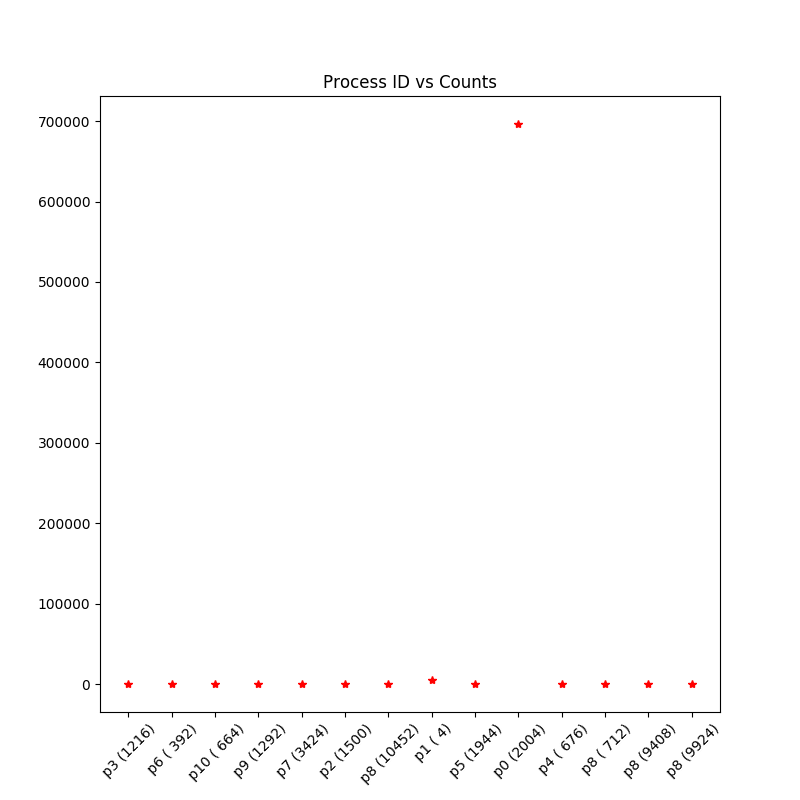 Process ID vs Counts
700000
600000
500000
400000
300000
200000
100000
0
p3 (1216)
p6 ( 392)
p10 ( 664)
p9 (1292)
p7 (3424)
p2 (1500)
p8 (10452)
p1 ( 4)
p5 (1944)
p0 (2004)
p4 ( 676)
p8 ( 712)
p8 (9408)
p8 (9924)